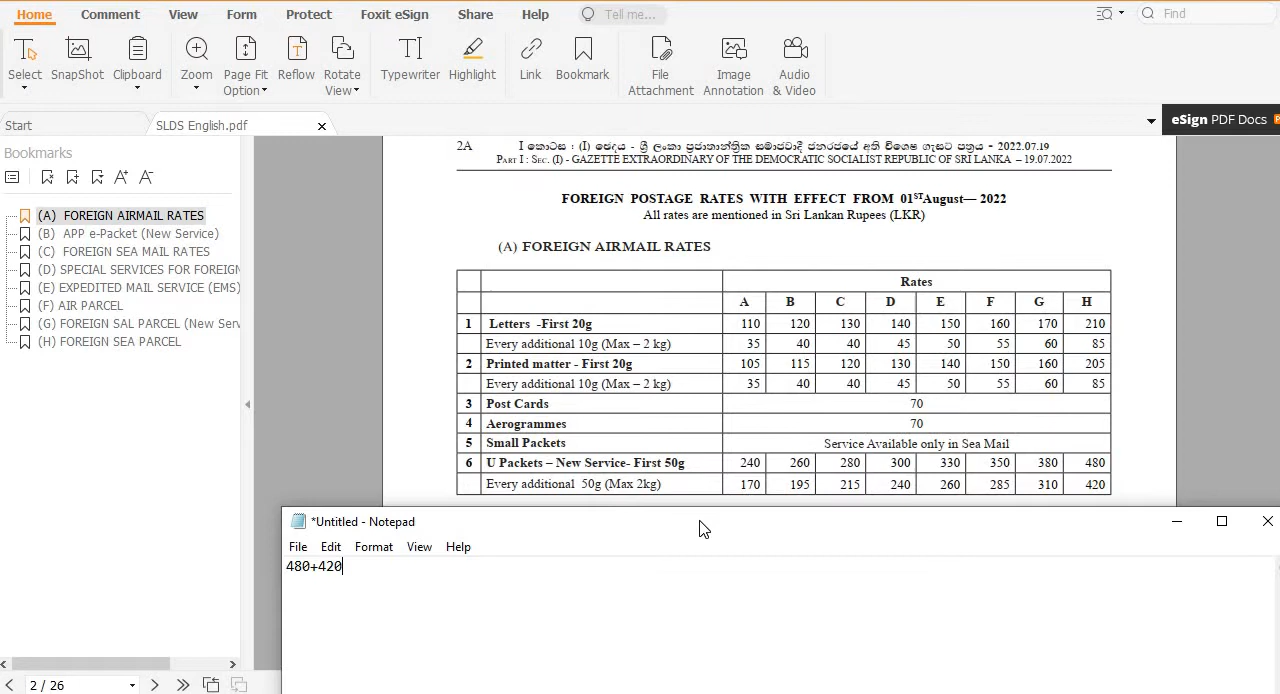 Home Comment View Form Protect Foxit eSign Share Help Tell me... Find
Select SnapShot Clipboard Zoom Page Fit Option Reflow Rotate View Typewriter Highlight Link Bookmark File Attachment Image Annotation Audio & Video
Start SLDS English.pdf eSign PDF Docs
Bookmarks
(A) FOREIGN AIRMAIL RATES
(B) APP e-Packet (New Service)
(C) FOREIGN SEA MAIL RATES
(D) SPECIAL SERVICES FOR FOREIGN
(E) EXPEDITED MAIL SERVICE (EMS)
(F) AIR PARCEL
(G) FOREIGN SAL PARCEL (New Serv
(H) FOREIGN SEA PARCEL
2 / 26
2A I කොටස : (I) ඡෙදය - ශ්‍රී ලංකා ප්‍රජාතාන්ත්‍රික සමාජවාදී ජනරජයේ අති විශෙෂ ගැසට් පත්‍රය - 2022.07.19
PART I : SEC. (I) - GAZETTE EXTRAORDINARY OF THE DEMOCRATIC SOCIALIST REPUBLIC OF SRI LANKA – 19.07.2022
FOREIGN POSTAGE RATES WITH EFFECT FROM 01ST August— 2022
All rates are mentioned in Sri Lankan Rupees (LKR)
(A) FOREIGN AIRMAIL RATES
Rates
A B C D E F G H
1 Letters -First 20g 110 120 130 140 150 160 170 210
Every additional 10g (Max – 2 kg) 35 40 40 45 50 55 60 85
2 Printed matter - First 20g 105 115 120 130 140 150 160 205
Every additional 10g (Max – 2 kg) 35 40 40 45 50 55 60 85
3 Post Cards 70
4 Aerogrammes 70
5 Small Packets Service Available only in Sea Mail
6 U Packets – New Service- First 50g 240 260 280 300 330 350 380 480
Every additional 50g (Max 2kg) 170 195 215 240 260 285 310 420
*Untitled - Notepad
File Edit Format View Help
480+420